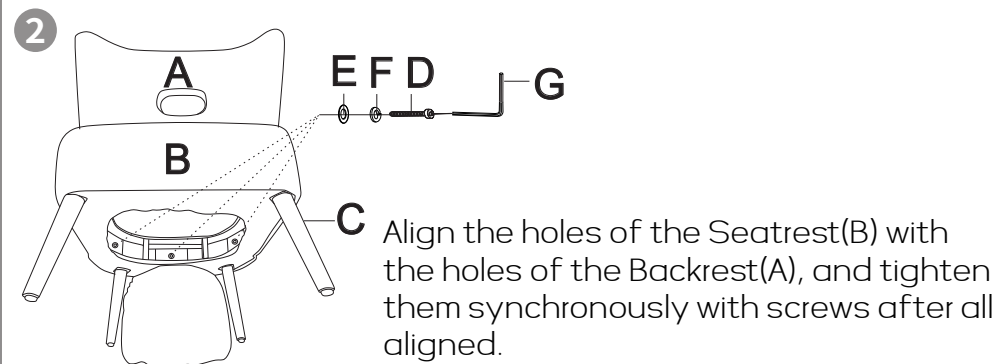 2
A
E F D
G
B
C
Align the holes of the Seatrest(B) with
the holes of the Backrest(A), and tighten
them synchronously with screws after all
aligned.